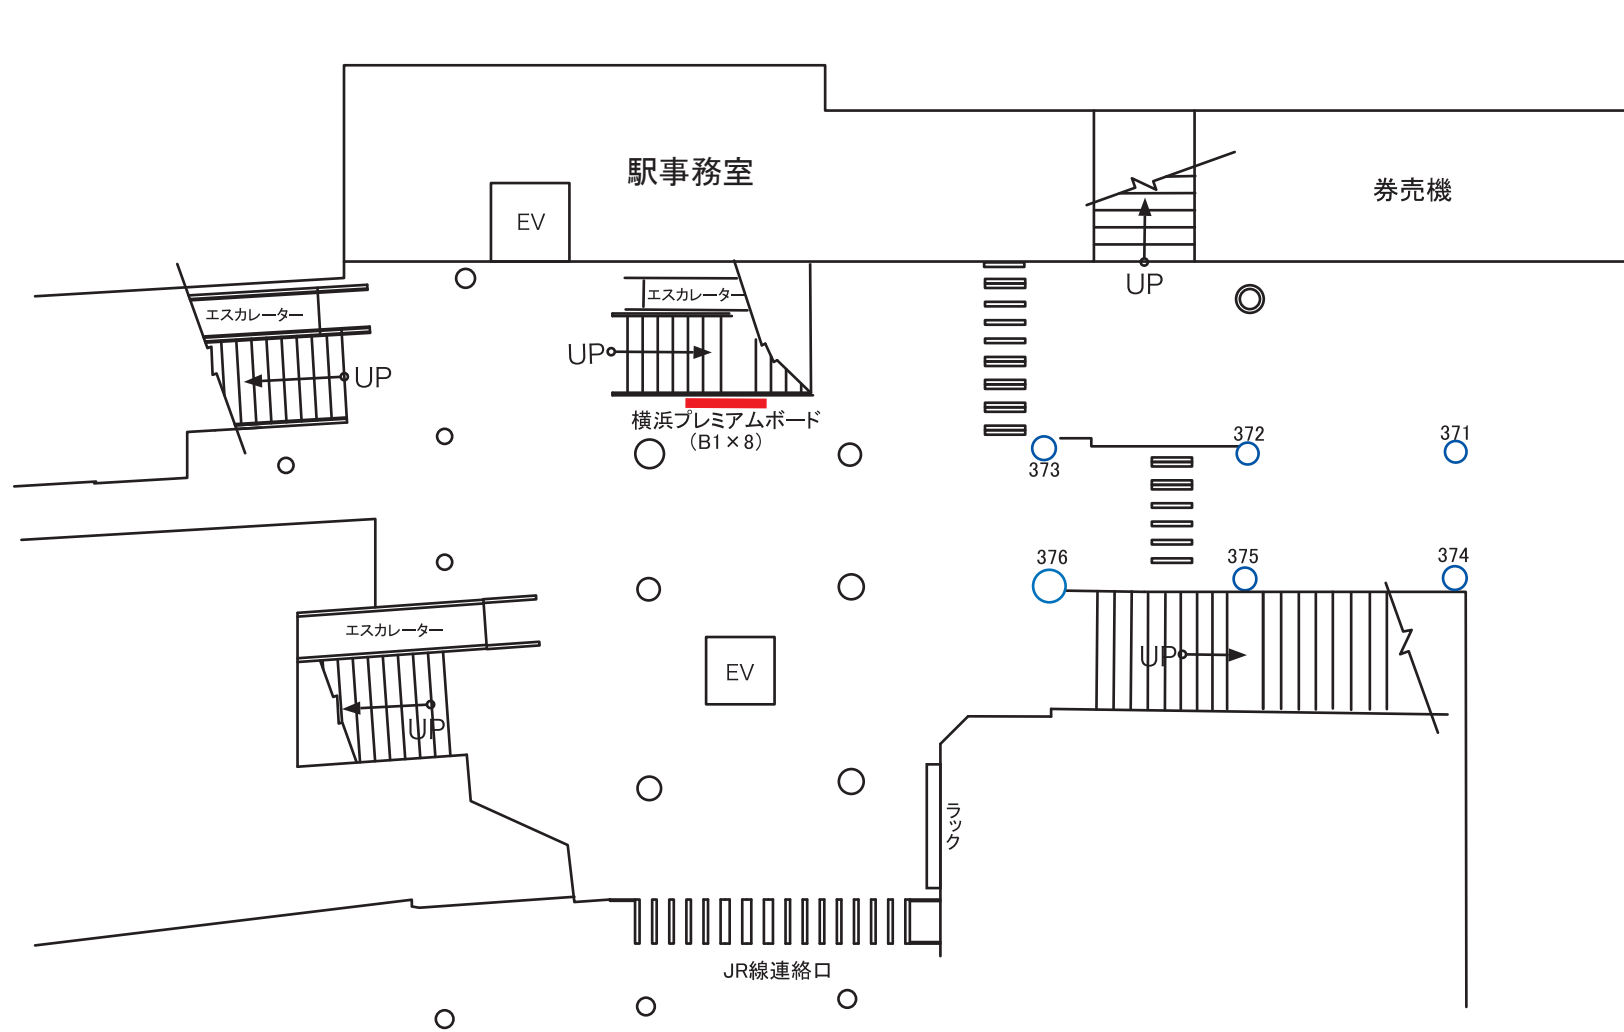 駅事務室
券売機
EV
UP
エスカレーター
エスカレーター
UP
UP
横浜プレミアムボード
（B1×8）
373
372
371
376
375
374
エスカレーター
UP
UP
EV
ラック
JR線連絡口